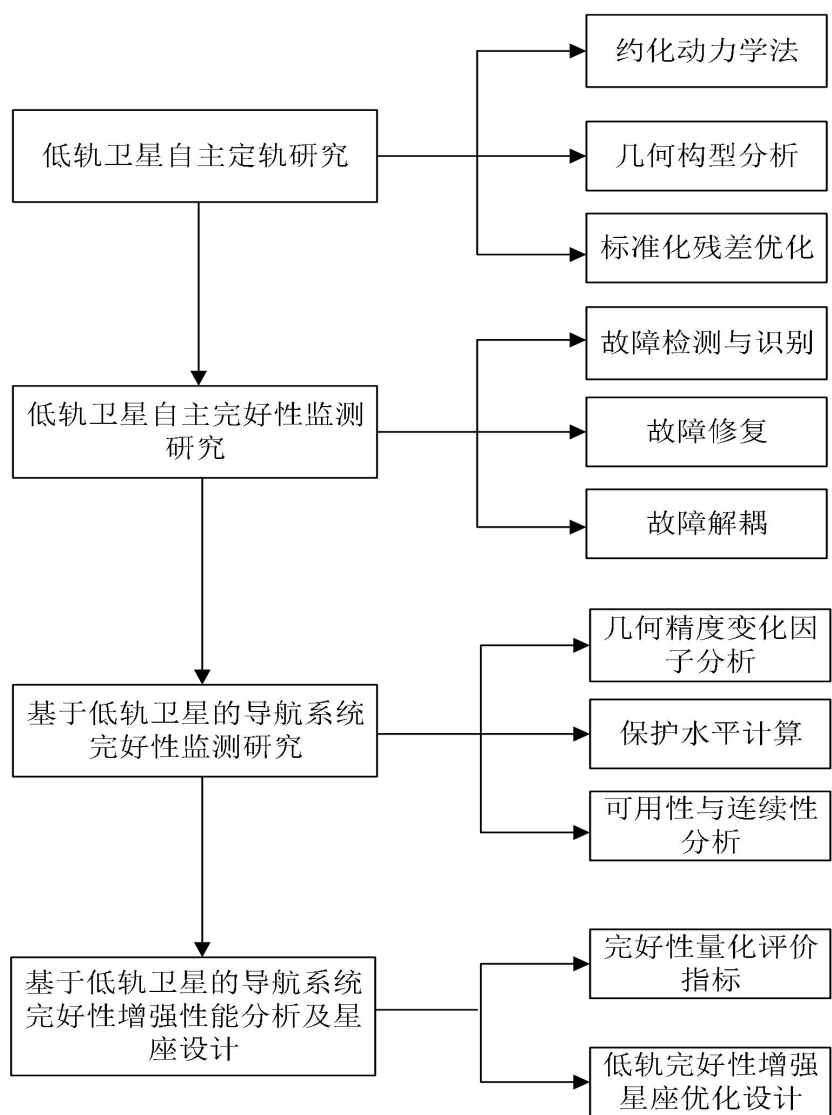 约化动力学法
低轨卫星自主定轨研究
几何构型分析
标准化残差优化
故障检测与识别
低轨卫星自主完好性监测
研究
故障修复
故障解耦
几何精度变化因
子分析
基于低轨卫星的导航系统
完好性监测研究
保护水平计算
可用性与连续性
分析
完好性量化评价
指标
基于低轨卫星的导航系统
完好性增强性能分析及星
座设计
低轨完好性增强
星座优化设计